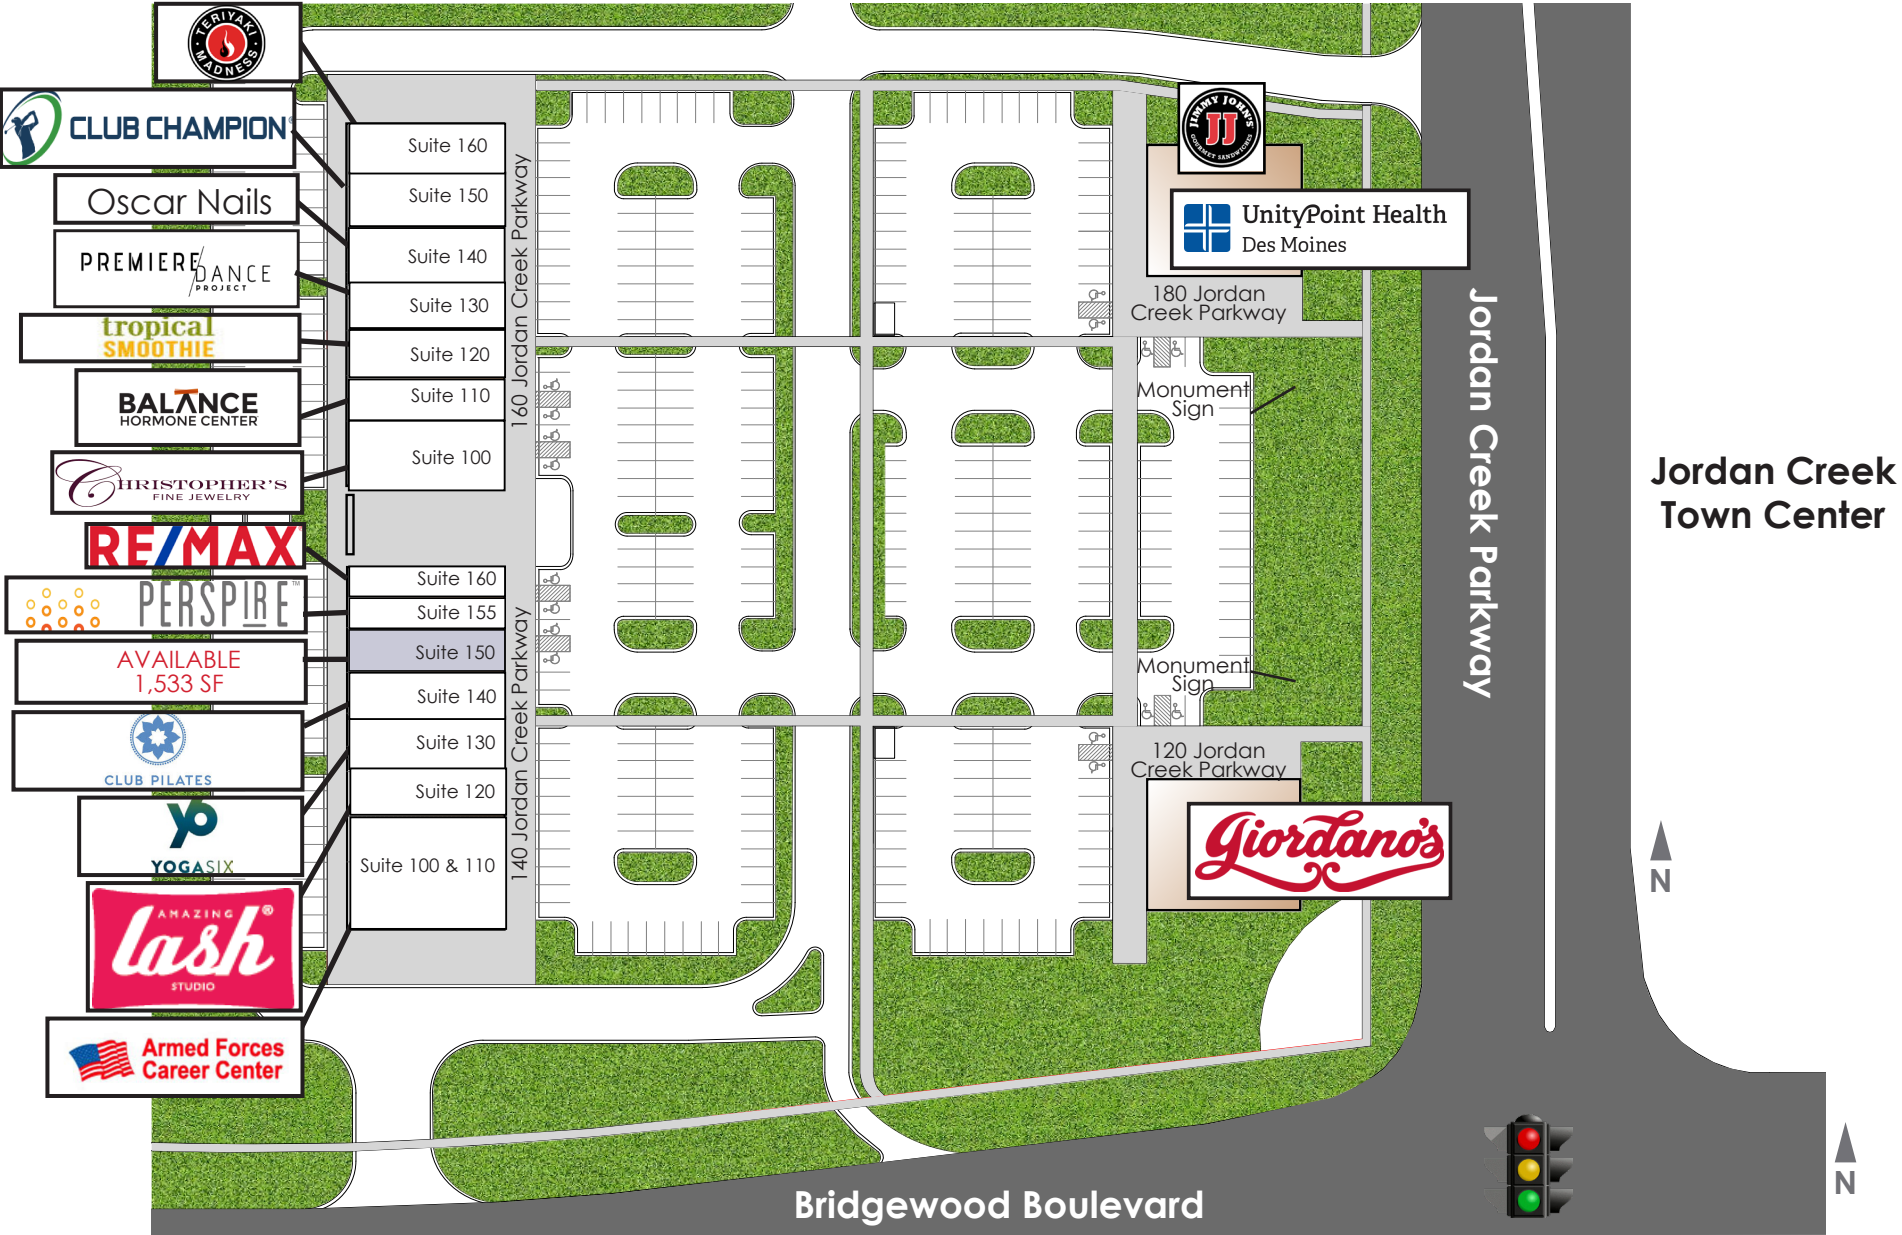 TERIYAKI
MADNESS
CLUB CHAMPION
Oscar Nails
PREMIERE/DANCE
PROJECT
tropical
SMOOTHIE
BALANCE
HORMONE CENTER
CHRISTOPHER'S
FINE JEWELRY
RE/MAX
PERSPIRE™
AVAILABLE
1,533 SF
CLUB PILATES
YO
YOGASIX
AMAZING
lash®
STUDIO
Armed Forces
Career Center
Suite 160
Suite 150
Suite 140
Suite 130
Suite 120
Suite 110
Suite 100
160 Jordan Creek Parkway
Suite 160
Suite 155
Suite 150
Suite 140
Suite 130
Suite 120
Suite 100 & 110
140 Jordan Creek Parkway
JIMMY JOHN'S
JJ
GOURMET SANDWICHES
UnityPoint Health
Des Moines
180 Jordan
Creek Parkway
Monument
Sign
Monument
Sign
120 Jordan
Creek Parkway
Giordano's
Jordan Creek Parkway
Jordan Creek
Town Center
N
N
Bridgewood Boulevard